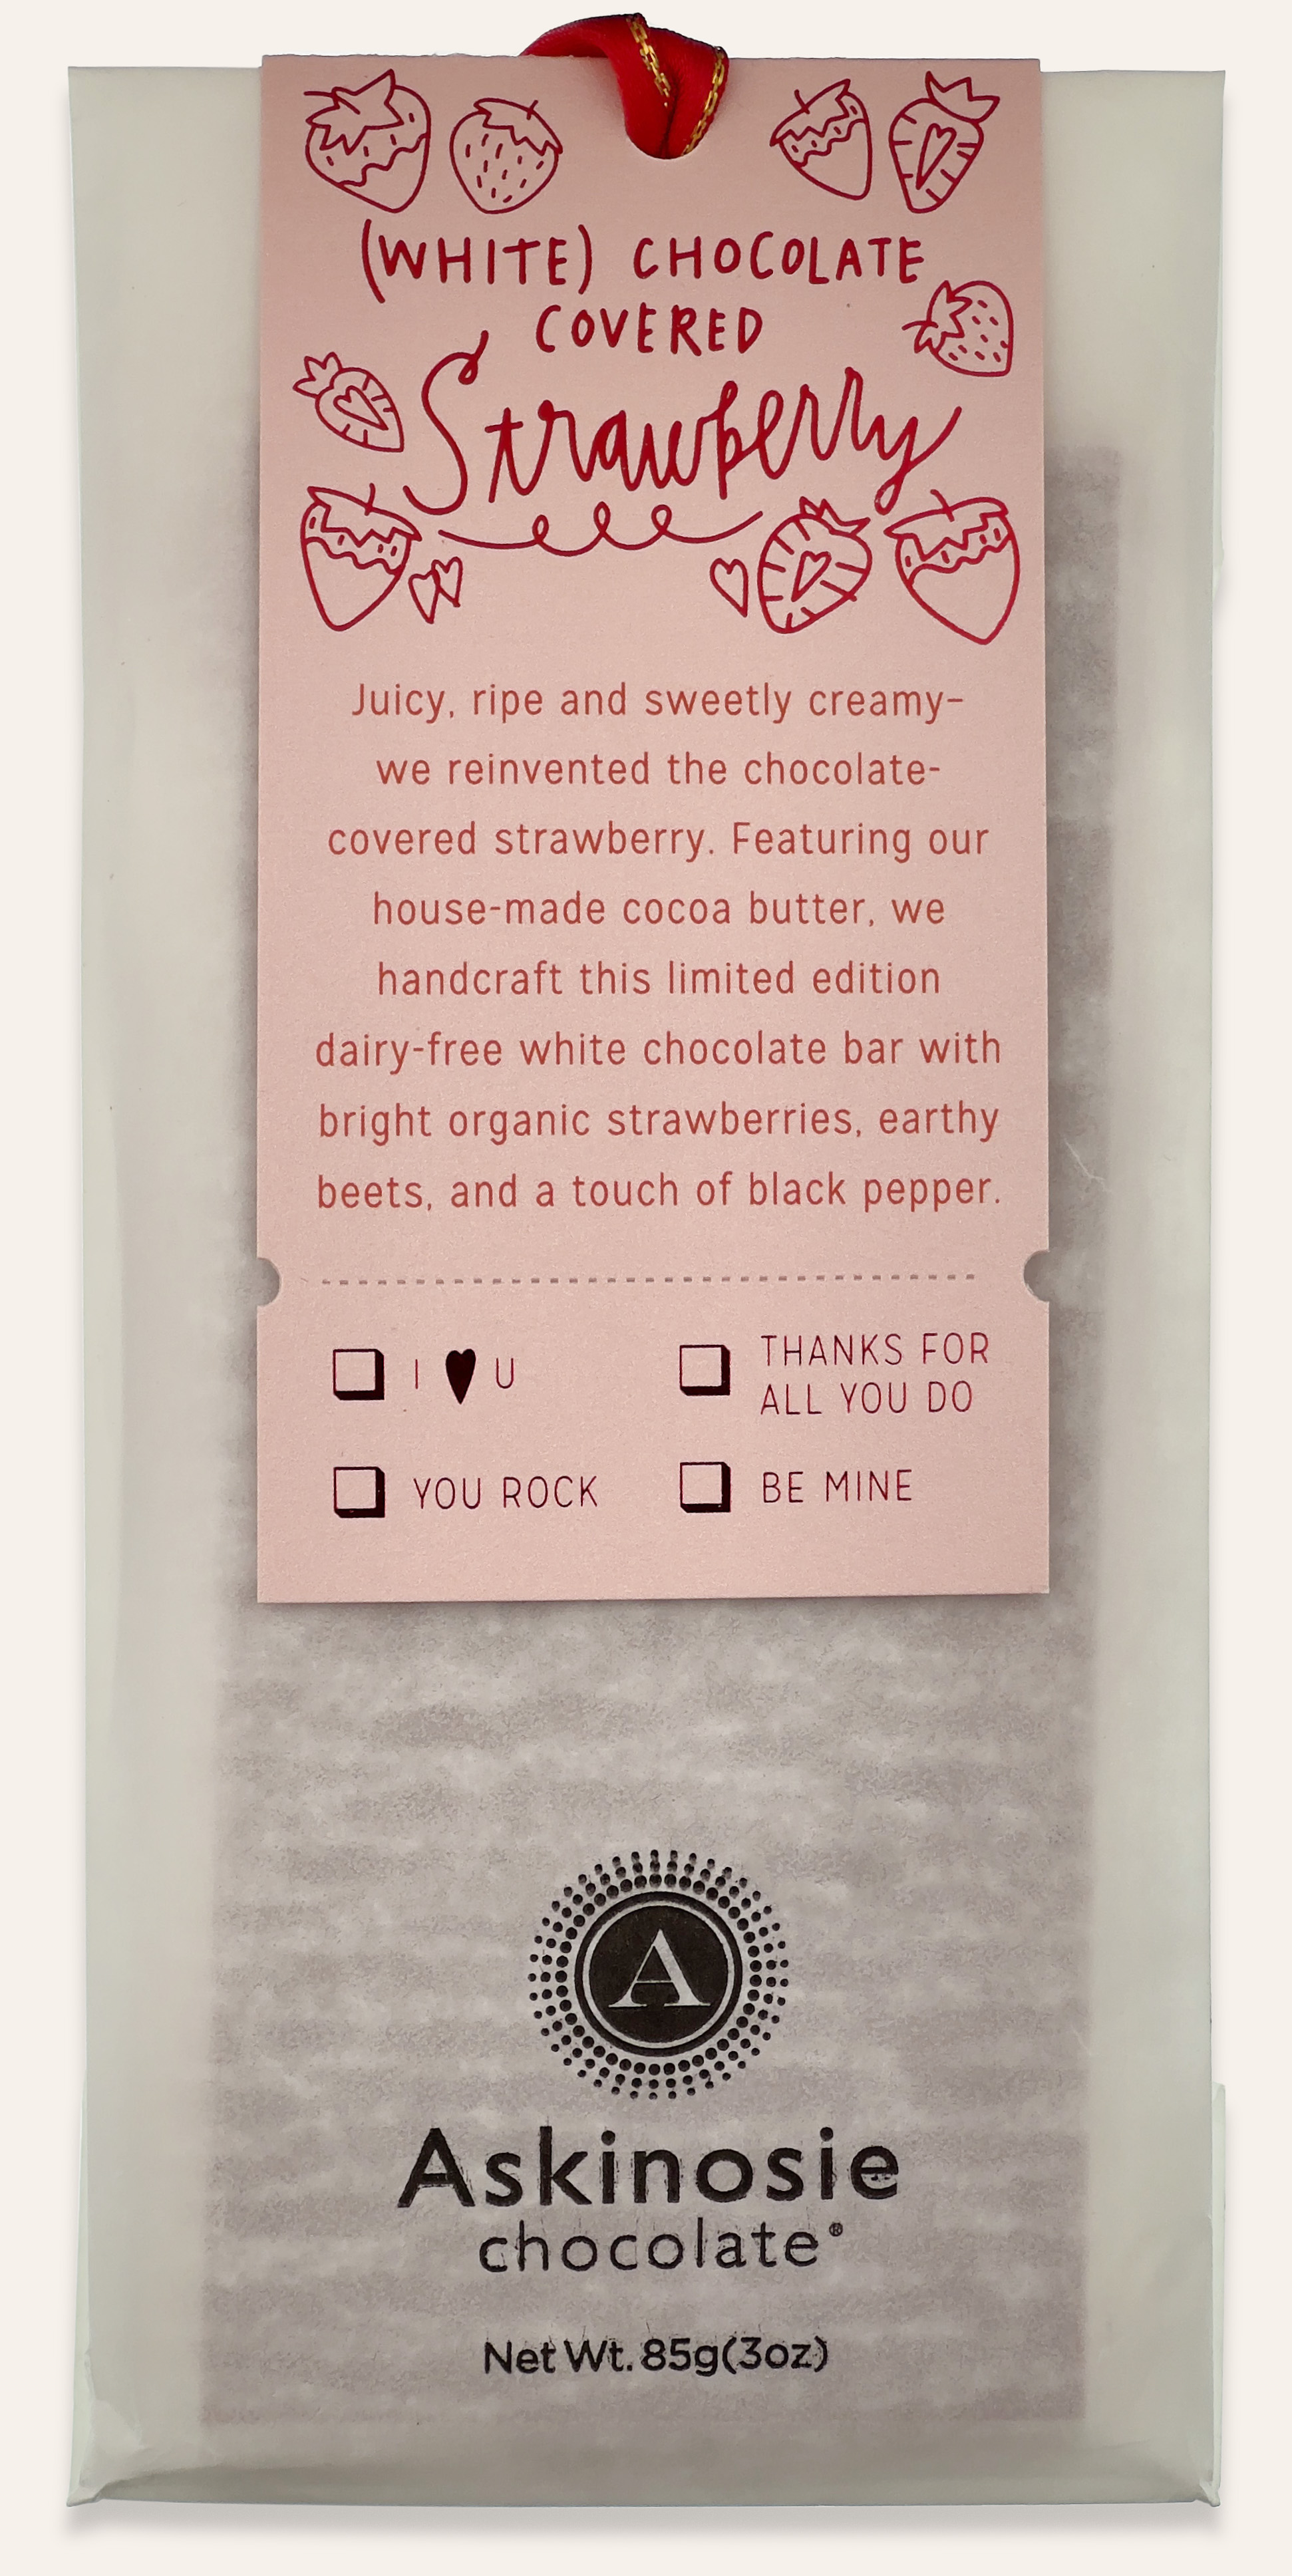 (WHITE) CHOCOLATE
COVERED
Strawberry
Juicy, ripe and sweetly creamy–
we reinvented the chocolate-
covered strawberry. Featuring our
house-made cocoa butter, we
handcraft this limited edition
dairy-free white chocolate bar with
bright organic strawberries, earthy
beets, and a touch of black pepper.
I ♥ U
THANKS FOR
ALL YOU DO
YOU ROCK
BE MINE
A
Askinosie
chocolate®
Net Wt. 85g(3oz)